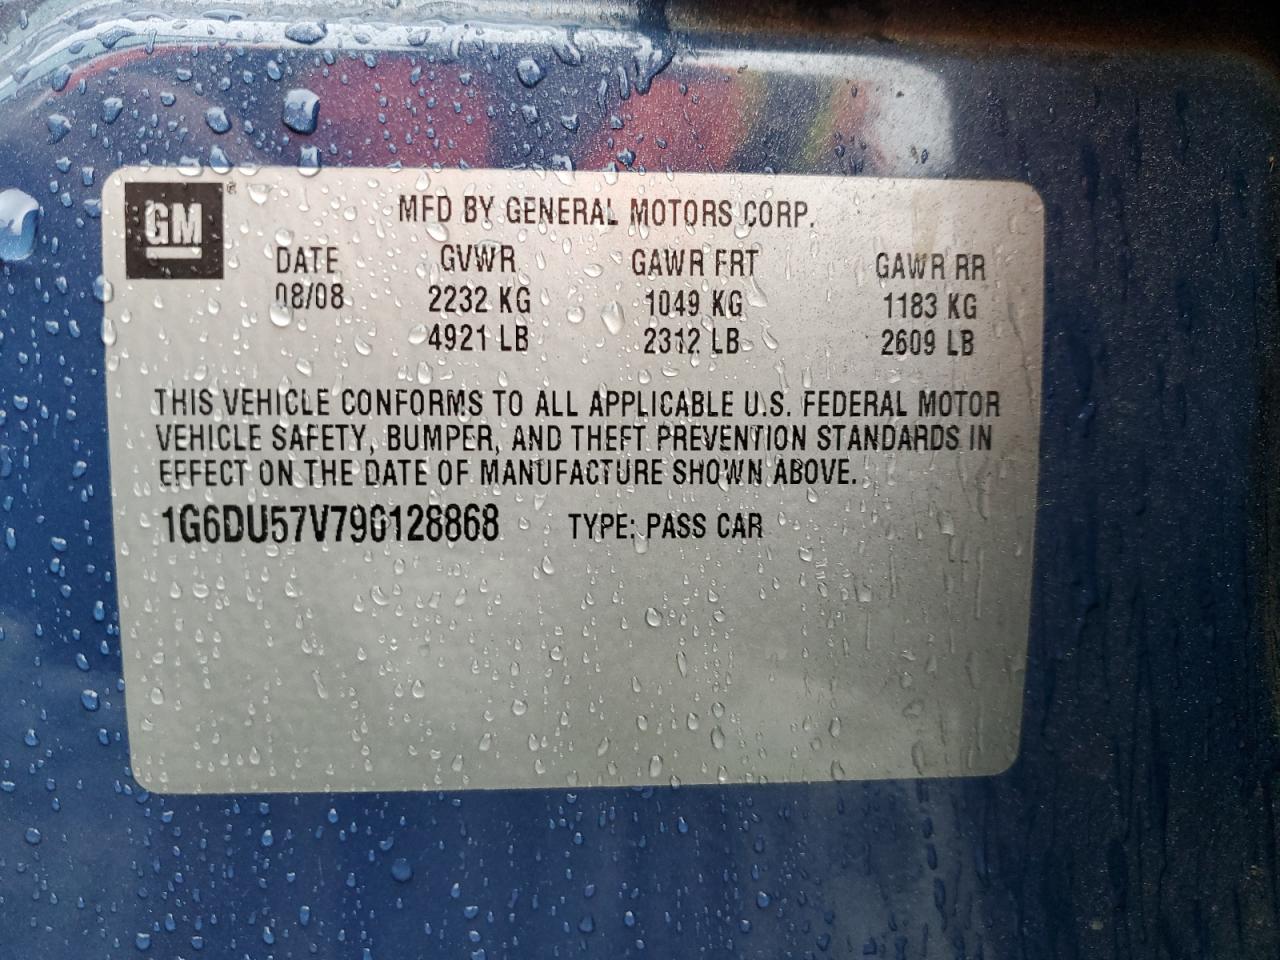 GM®
MFD BY GENERAL MOTORS CORP.
DATE GVWR GAWR FRT GAWR RR
08/08 2232 KG 1049 KG 1183 KG
4921 LB 2312 LB 2609 LB
THIS VEHICLE CONFORMS TO ALL APPLICABLE U.S. FEDERAL MOTOR
VEHICLE SAFETY, BUMPER, AND THEFT PREVENTION STANDARDS IN
EFFECT ON THE DATE OF MANUFACTURE SHOWN ABOVE.
1G6DU57V790128868 TYPE: PASS CAR